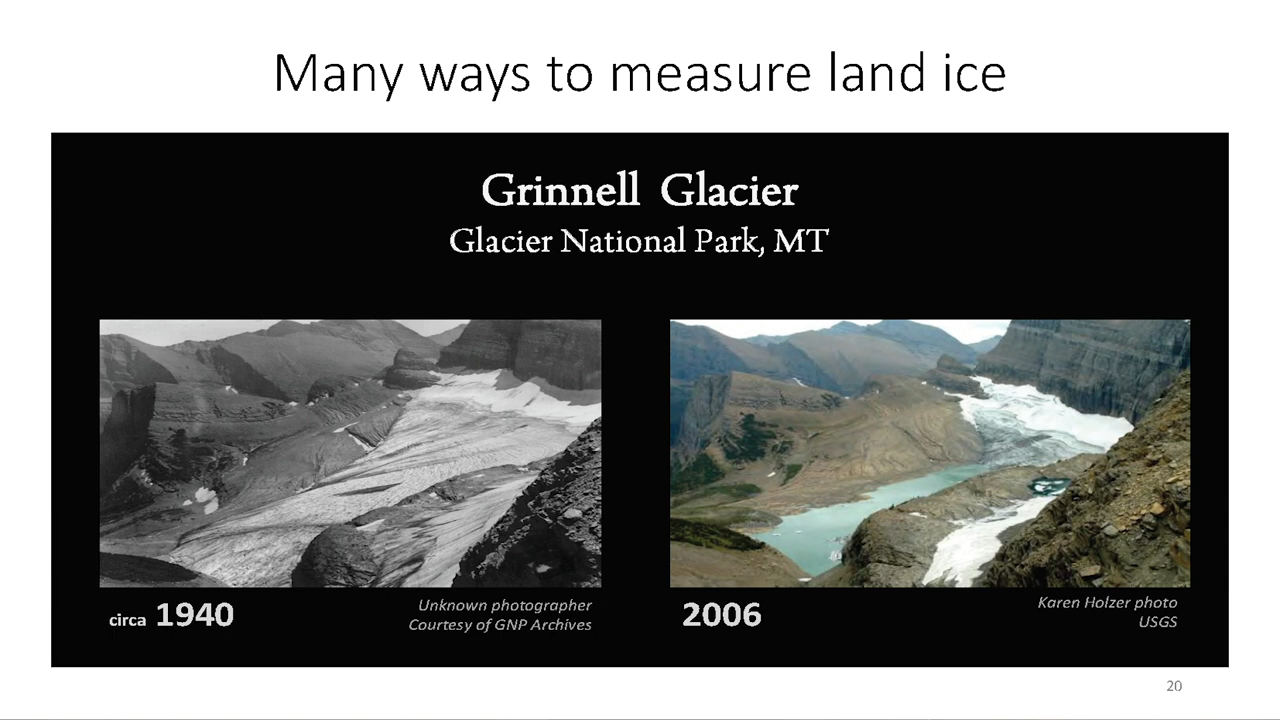 Many ways to measure land ice
Grinnell Glacier
Glacier National Park, MT
circa 1940
Unknown photographer
Courtesy of GNP Archives
2006
Karen Holzer photo
USGS
20